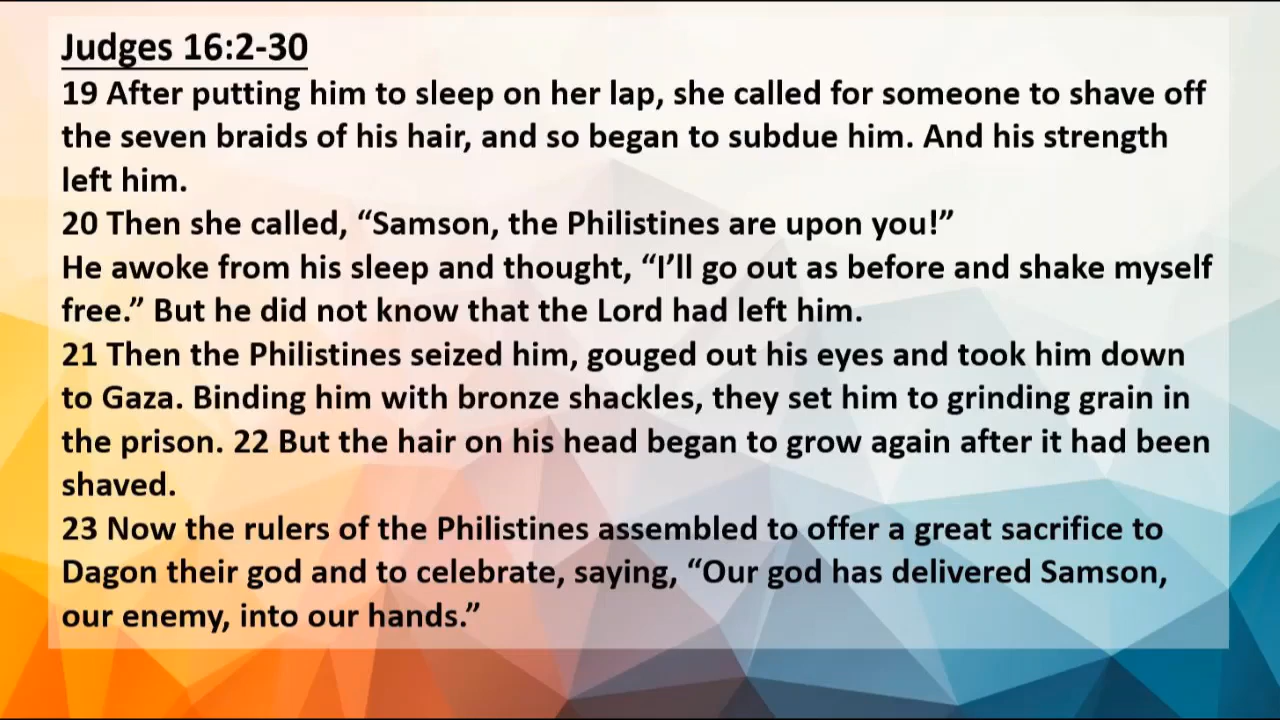 Judges 16:2-30
19 After putting him to sleep on her lap, she called for someone to shave off
the seven braids of his hair, and so began to subdue him. And his strength
left him.
20 Then she called, “Samson, the Philistines are upon you!”
He awoke from his sleep and thought, “I’ll go out as before and shake myself
free.” But he did not know that the Lord had left him.
21 Then the Philistines seized him, gouged out his eyes and took him down
to Gaza. Binding him with bronze shackles, they set him to grinding grain in
the prison. 22 But the hair on his head began to grow again after it had been
shaved.
23 Now the rulers of the Philistines assembled to offer a great sacrifice to
Dagon their god and to celebrate, saying, “Our god has delivered Samson,
our enemy, into our hands.”